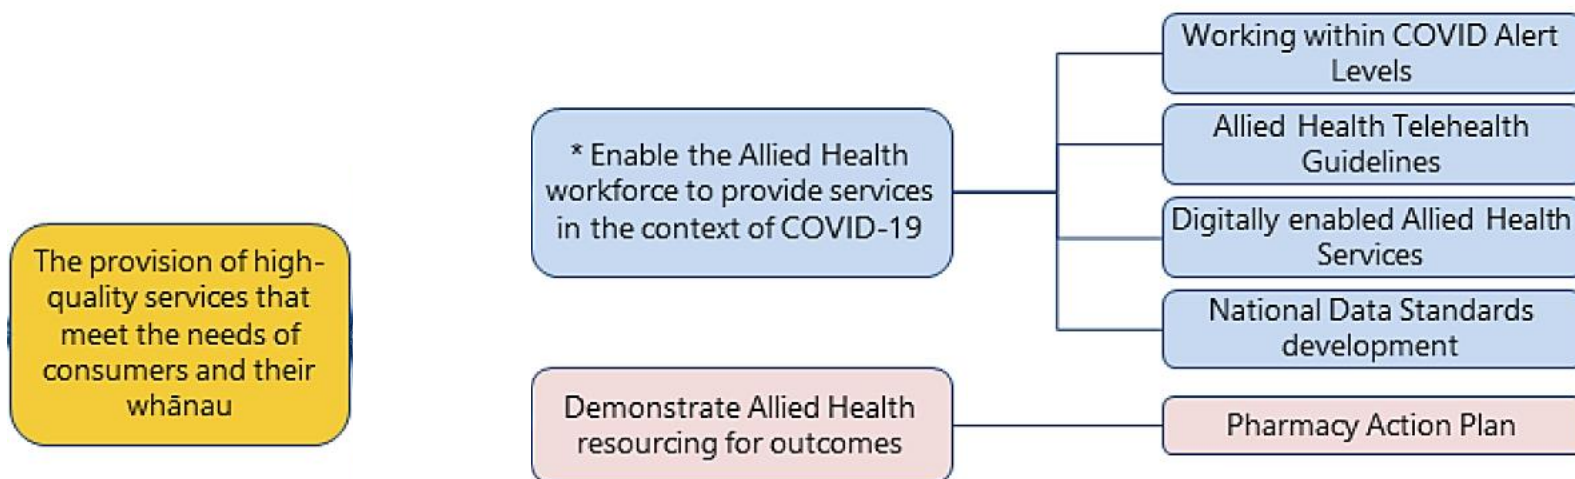 The provision of high-
quality services that
meet the needs of
consumers and their
whānau
* Enable the Allied Health
workforce to provide services
in the context of COVID-19
Working within COVID Alert
Levels
Allied Health Telehealth
Guidelines
Digitally enabled Allied Health
Services
National Data Standards
development
Demonstrate Allied Health
resourcing for outcomes
Pharmacy Action Plan